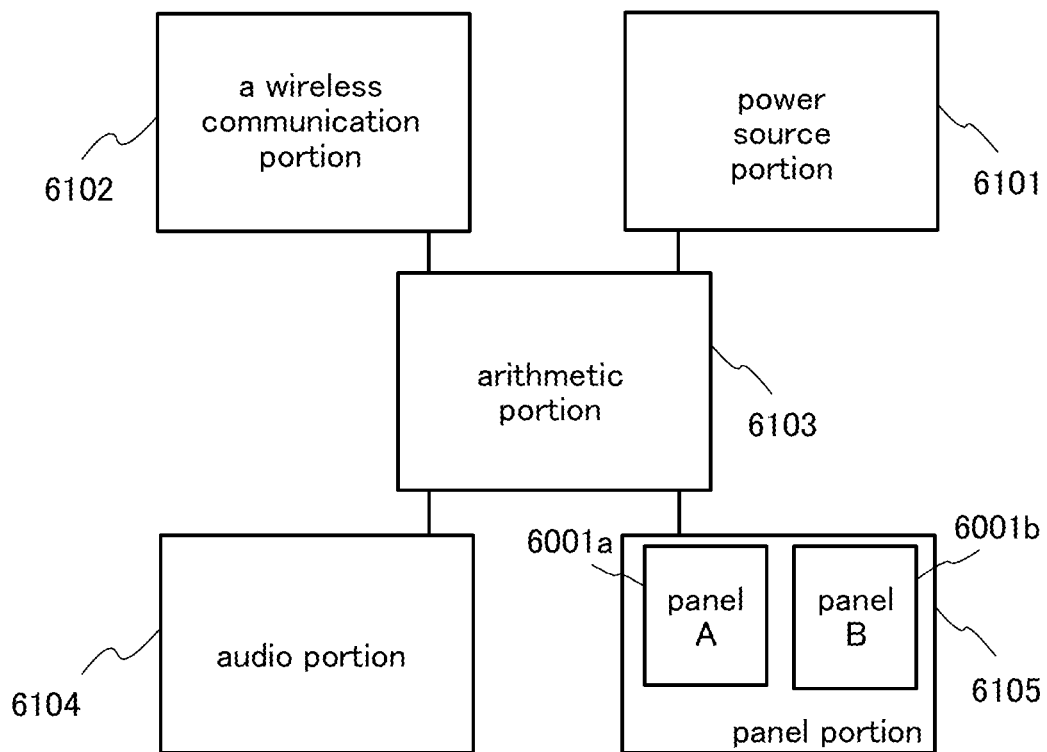 a wireless
communication
portion
6102
power
source
portion
6101
arithmetic
portion
6103
audio portion
6104
6001a
panel
A
6001b
panel
B
panel portion
6105